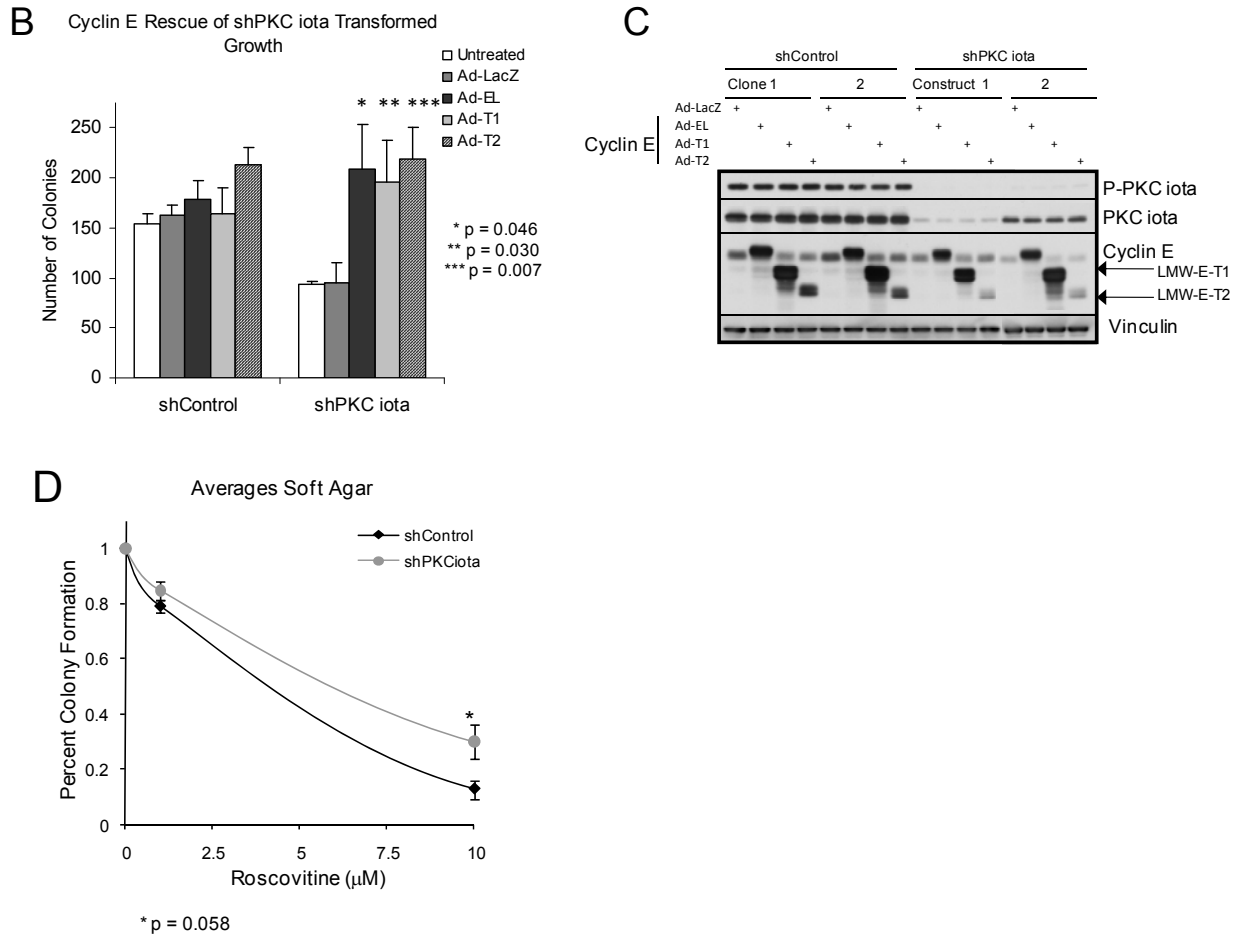 B
Cyclin E Rescue of shPKC iota Transformed
Growth
Untreated
Ad-LacZ
Ad-EL
Ad-T1
Ad-T2
* ** ***
Number of Colonies
250
200
150
100
50
0
shControl shPKC iota
* p = 0.046
** p = 0.030
*** p = 0.007
C
shControl shPKC iota
Clone 1 2 Construct 1 2
Ad-LacZ + + + +
Ad-EL + + + +
Ad-T1 + + + +
Ad-T2 + + + +
Cyclin E
P-PKC iota
PKC iota
Cyclin E
LMW-E-T1
LMW-E-T2
Vinculin
D
Averages Soft Agar
shControl
shPKCiota
Percent Colony Formation
1
0.8
0.6
0.4
0.2
0
*
0 2.5 5 7.5 10
Roscovitine (μM)
* p = 0.058